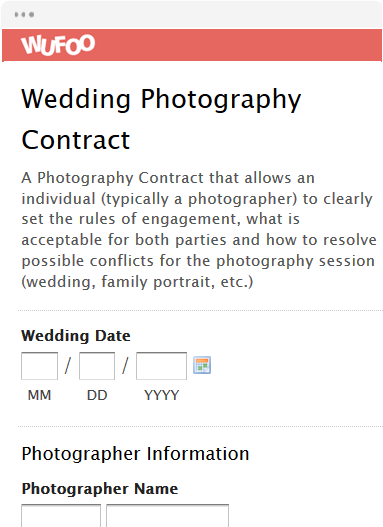 WUFOO
Wedding Photography
Contract
A Photography Contract that allows an
individual (typically a photographer) to clearly
set the rules of engagement, what is
acceptable for both parties and how to resolve
possible conflicts for the photography session
(wedding, family portrait, etc.)
Wedding Date
/ /
MM DD YYYY
Photographer Information
Photographer Name